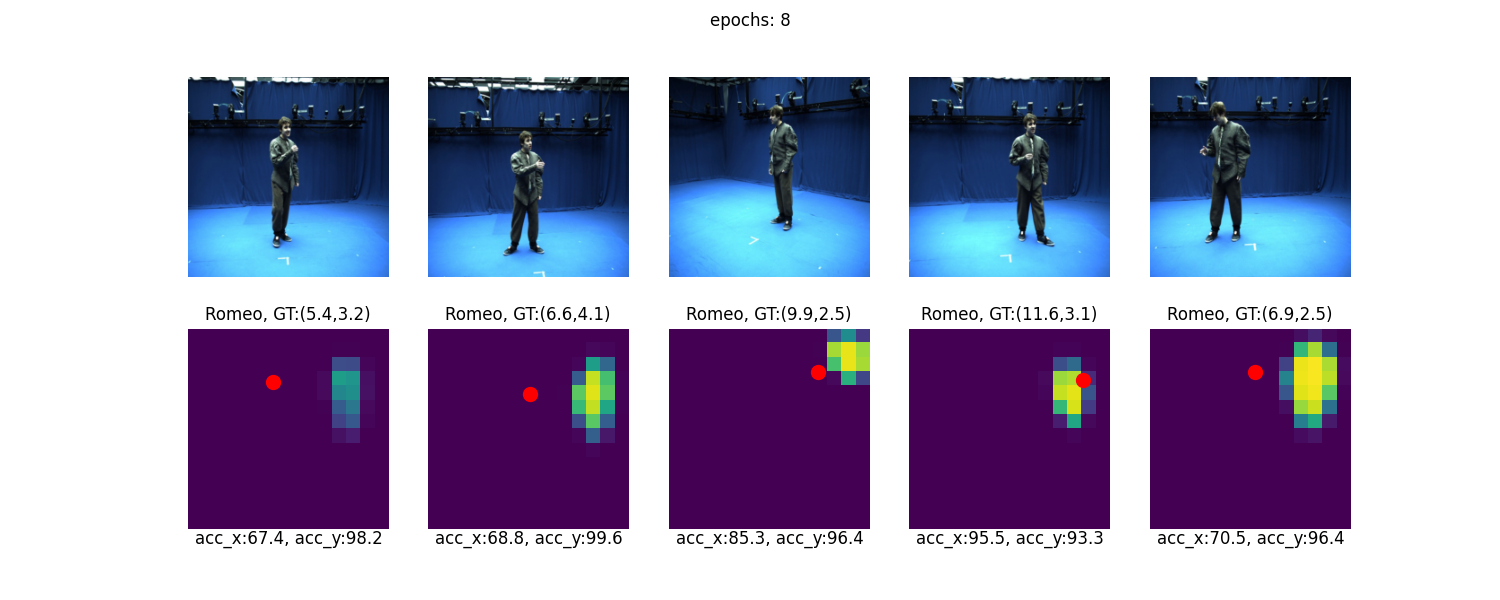 epochs: 8
Romeo, GT:(5.4,3.2)
Romeo, GT:(6.6,4.1)
Romeo, GT:(9.9,2.5)
Romeo, GT:(11.6,3.1)
Romeo, GT:(6.9,2.5)
acc_x:67.4, acc_y:98.2
acc_x:68.8, acc_y:99.6
acc_x:85.3, acc_y:96.4
acc_x:95.5, acc_y:93.3
acc_x:70.5, acc_y:96.4